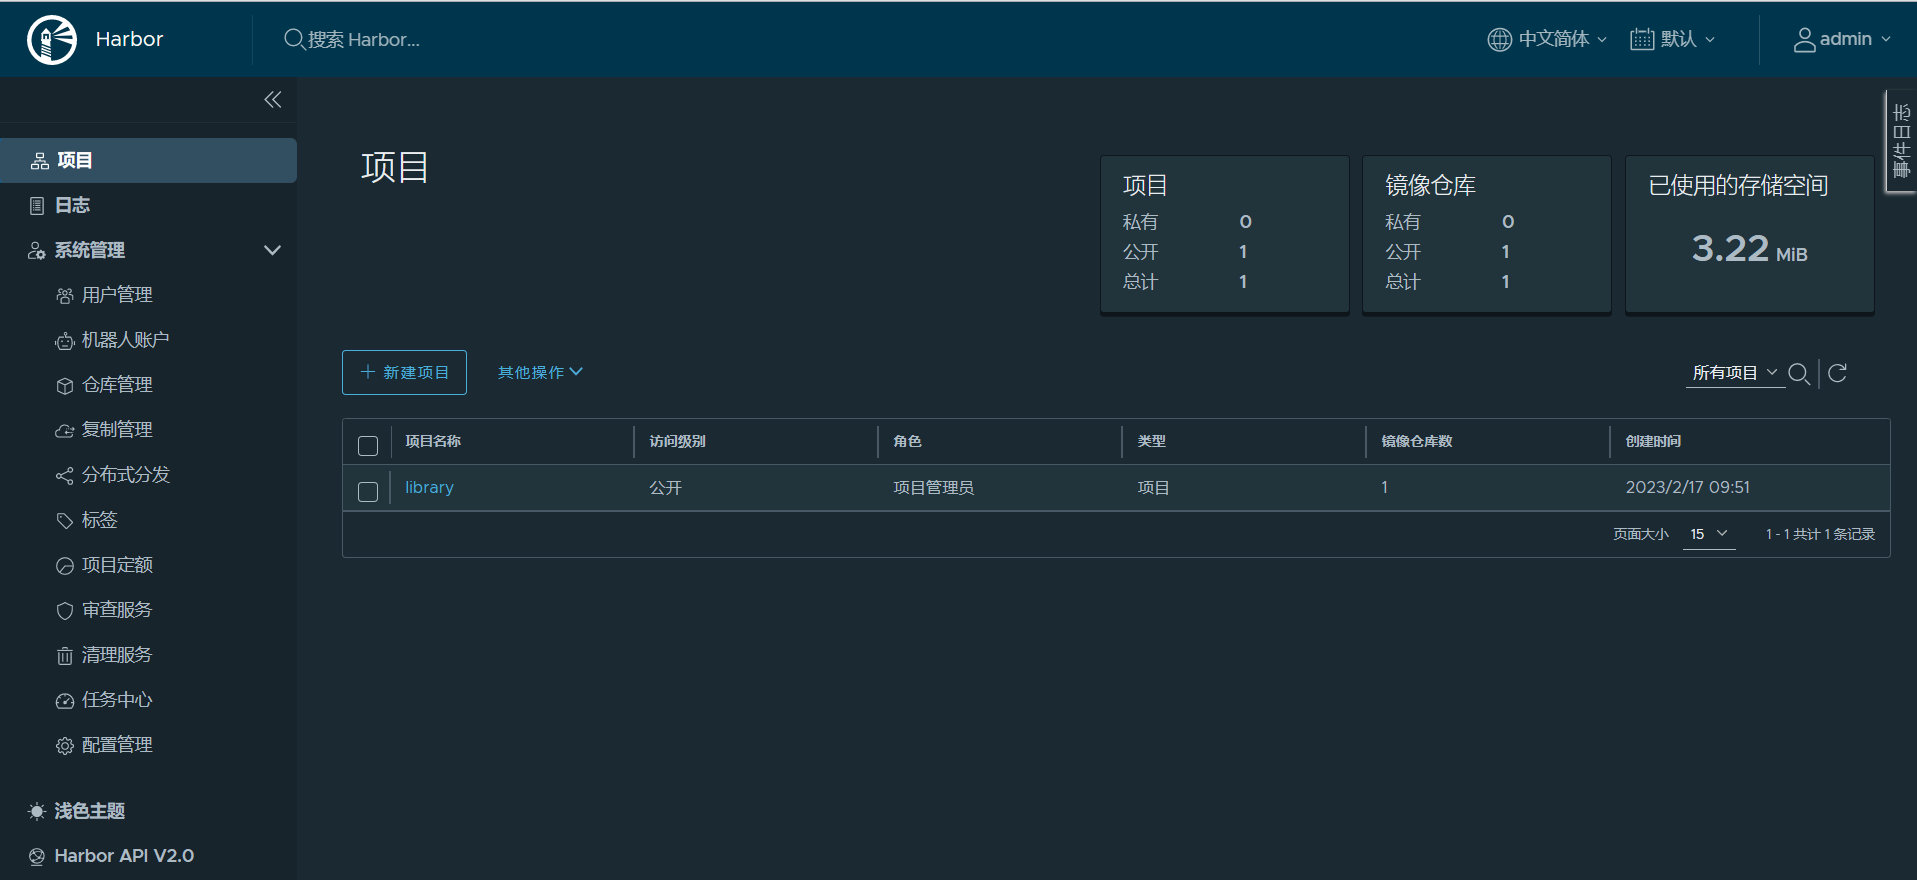 Harbor
搜索 Harbor...
中文简体
默认
admin
事件日志
项目
日志
系统管理
用户管理
机器人账户
仓库管理
复制管理
分布式分发
标签
项目定额
审查服务
清理服务
任务中心
配置管理
浅色主题
Harbor API V2.0
项目
项目
私有 0
公开 1
总计 1
镜像仓库
私有 0
公开 1
总计 1
已使用的存储空间
3.22 MiB
新建项目
其他操作
所有项目
项目名称 访问级别 角色 类型 镜像仓库数 创建时间
library 公开 项目管理员 项目 1 2023/2/17 09:51
页面大小 15 1 - 1 共计 1 条记录